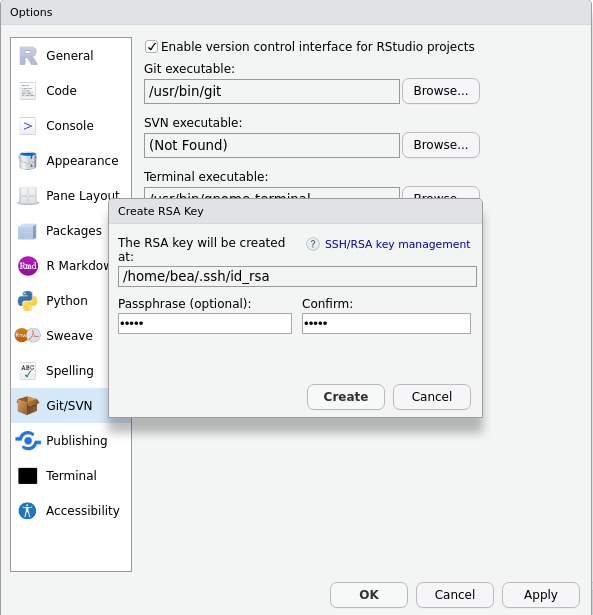 Options
General
Code
Console
Appearance
Pane Layout
Packages
R Markdow
Python
Sweave
Spelling
Git/SVN
Publishing
Terminal
Accessibility
Enable version control interface for RStudio projects
Git executable:
/usr/bin/git
Browse...
SVN executable:
(Not Found)
Browse...
Terminal executable:
/usr/bin/gnome-terminal
Browse...
Create RSA Key
The RSA key will be created
at:
? SSH/RSA key management
/home/bea/.ssh/id_rsa
Passphrase (optional):
Confirm:
•••••
•••••
Create
Cancel
OK
Cancel
Apply